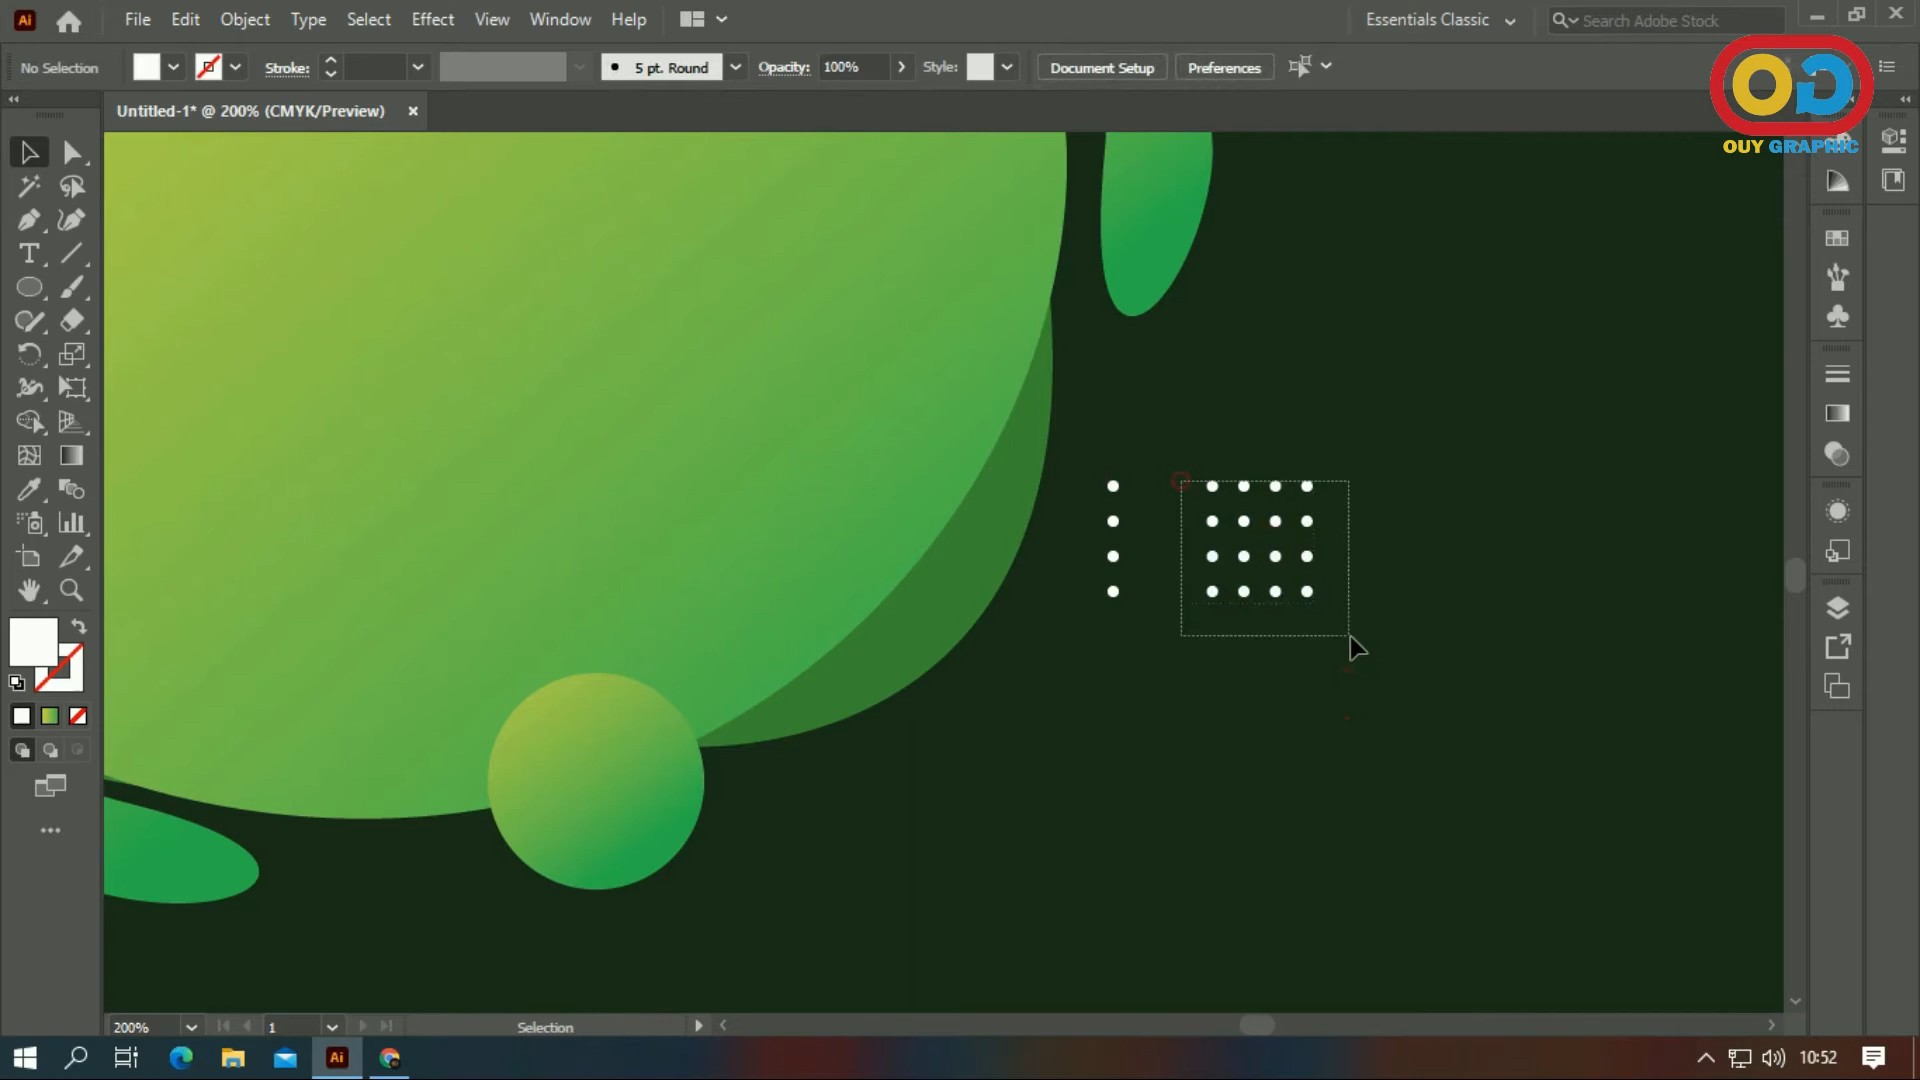 Ai File Edit Object Type Select Effect View Window Help Essentials Classic Search Adobe Stock
No Selection Stroke: 5 pt. Round Opacity: 100% Style: Document Setup Preferences
OG
OUY GRAPHIC
Untitled-1* @ 200% (CMYK/Preview) ×
T
200% 1 Selection
Ai 10:52